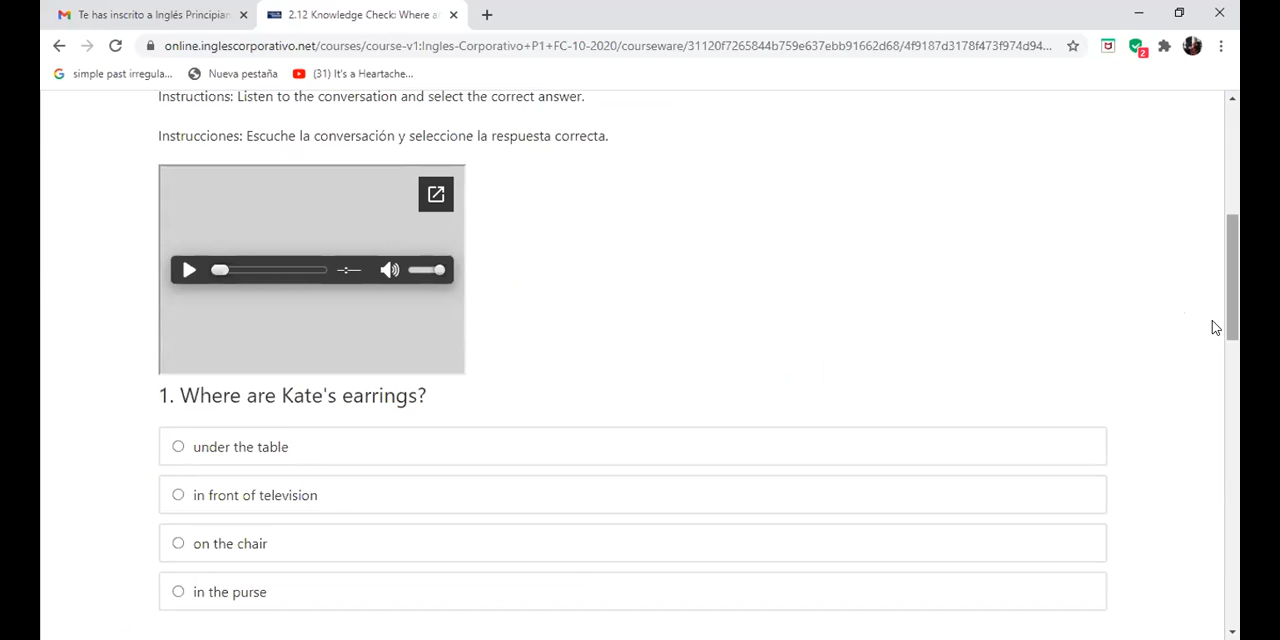 Te has inscrito a Inglés Principian
2.12 Knowledge Check: Where ar
online.inglescorporativo.net/courses/course-v1:Ingles-Corporativo+P1+FC-10-2020/courseware/31120f7265844b759e637ebb91662d68/4f9187d3178f473f974d94...
2
simple past irregula...
Nueva pestaña
(31) It's a Heartache...
Instructions: Listen to the conversation and select the correct answer.
Instrucciones: Escuche la conversación y seleccione la respuesta correcta.
1. Where are Kate's earrings?
under the table
in front of television
on the chair
in the purse